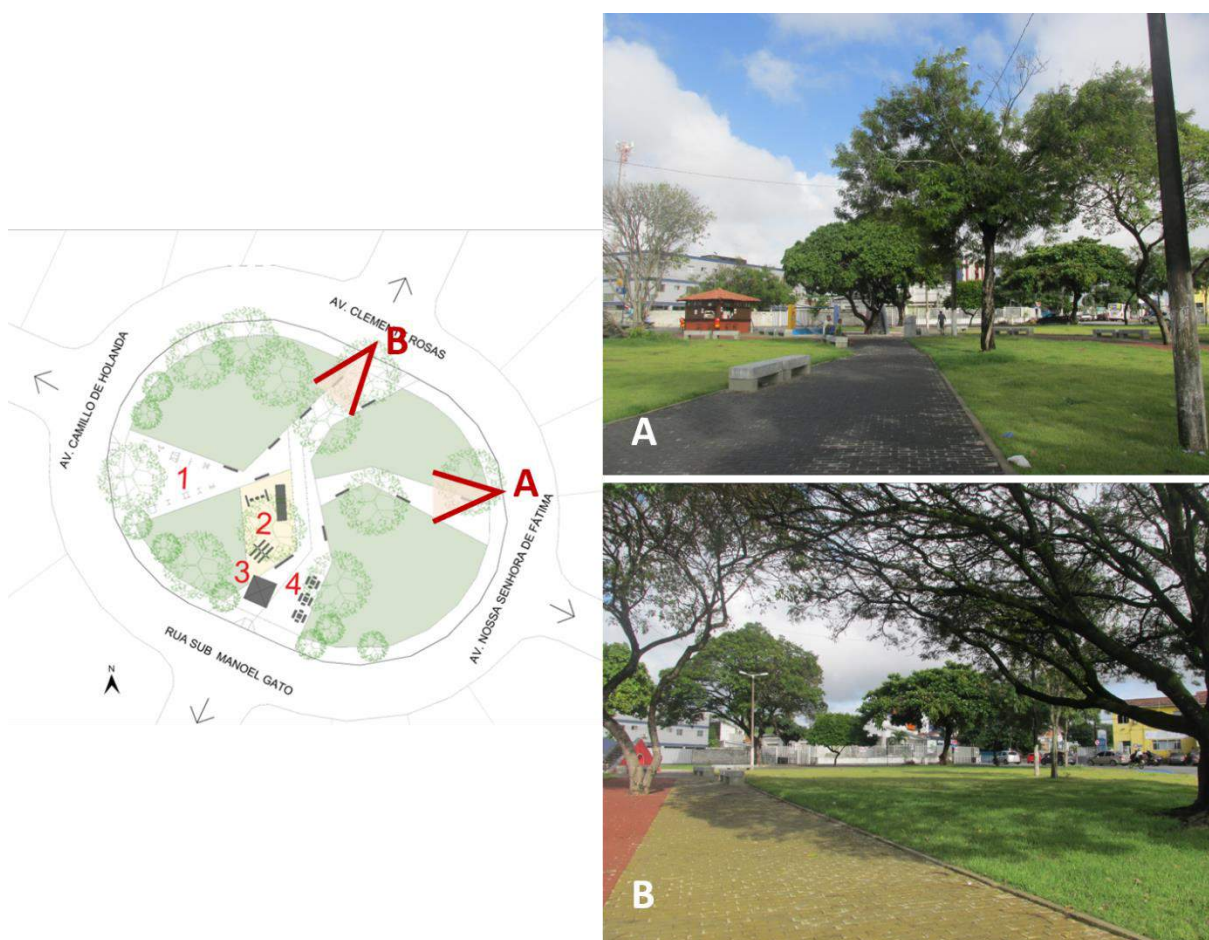 AV. CLEMENTE ROSAS
B
AV. CAMILLO DE HOLANDA
A
1
2
3
4
AV. NOSSA SENHORA DE FÁTIMA
RUA SUB MANOEL GATO
N
A
B